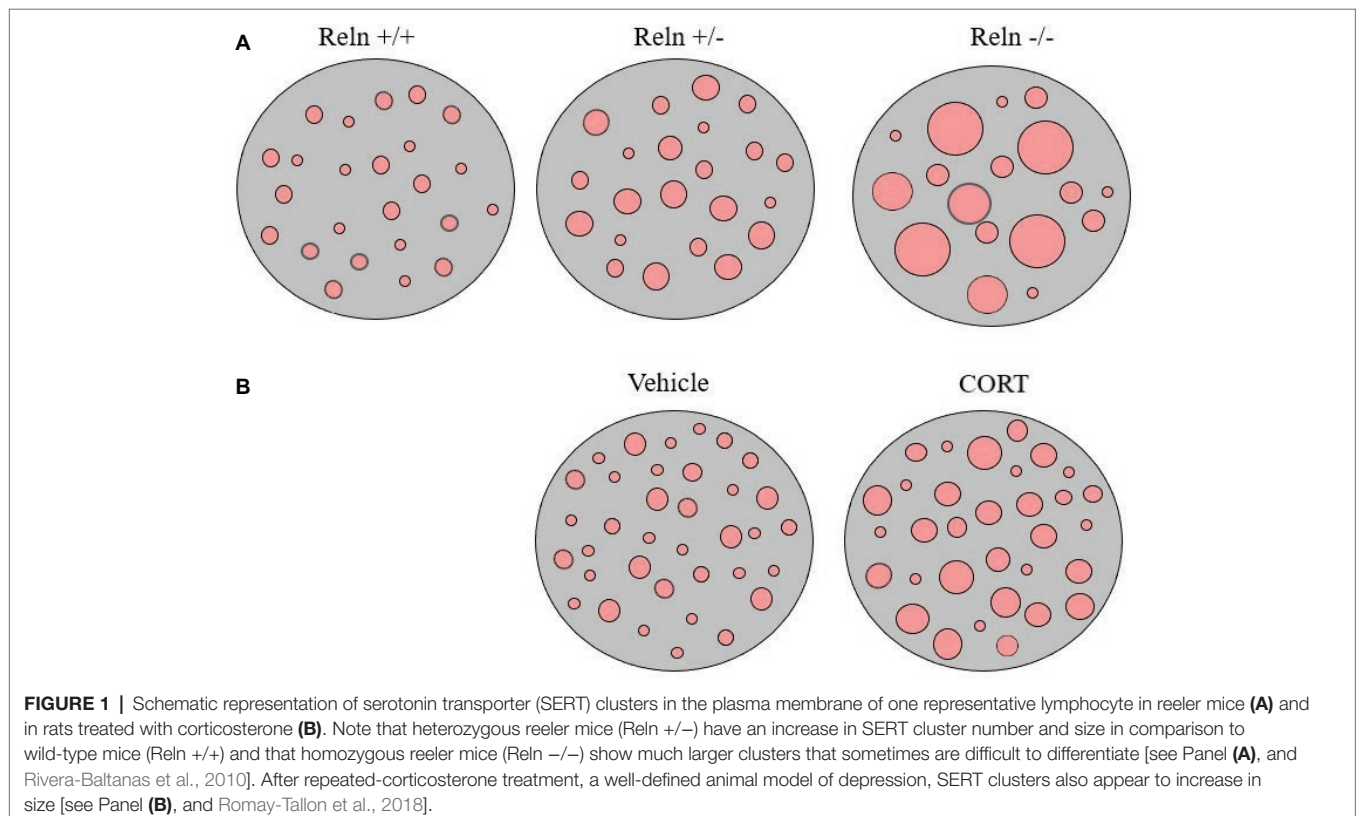 A
Reln +/+
Reln +/-
Reln -/-
B
Vehicle
CORT
FIGURE 1 | Schematic representation of serotonin transporter (SERT) clusters in the plasma membrane of one representative lymphocyte in reeler mice (A) and
in rats treated with corticosterone (B). Note that heterozygous reeler mice (Reln +/−) have an increase in SERT cluster number and size in comparison to
wild-type mice (Reln +/+) and that homozygous reeler mice (Reln −/−) show much larger clusters that sometimes are difficult to differentiate [see Panel (A), and
Rivera-Baltanas et al., 2010]. After repeated-corticosterone treatment, a well-defined animal model of depression, SERT clusters also appear to increase in
size [see Panel (B), and Romay-Tallon et al., 2018].